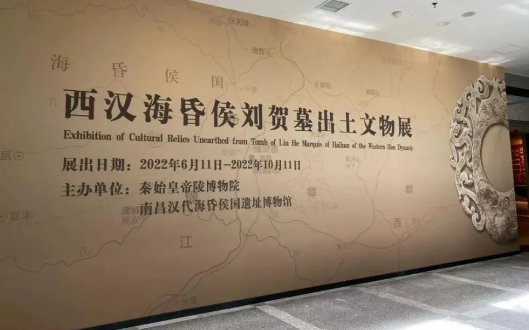 海昏侯国
西汉海昏侯刘贺墓出土文物展
Exhibition of Cultural Relics Unearthed from Tomb of Liu He Marquis of Haihun of the Western Han Dynasty
展出日期：2022年6月11日-2022年10月11日
主办单位：秦始皇帝陵博物院
南昌汉代海昏侯国遗址博物馆
豫
章
郡
江